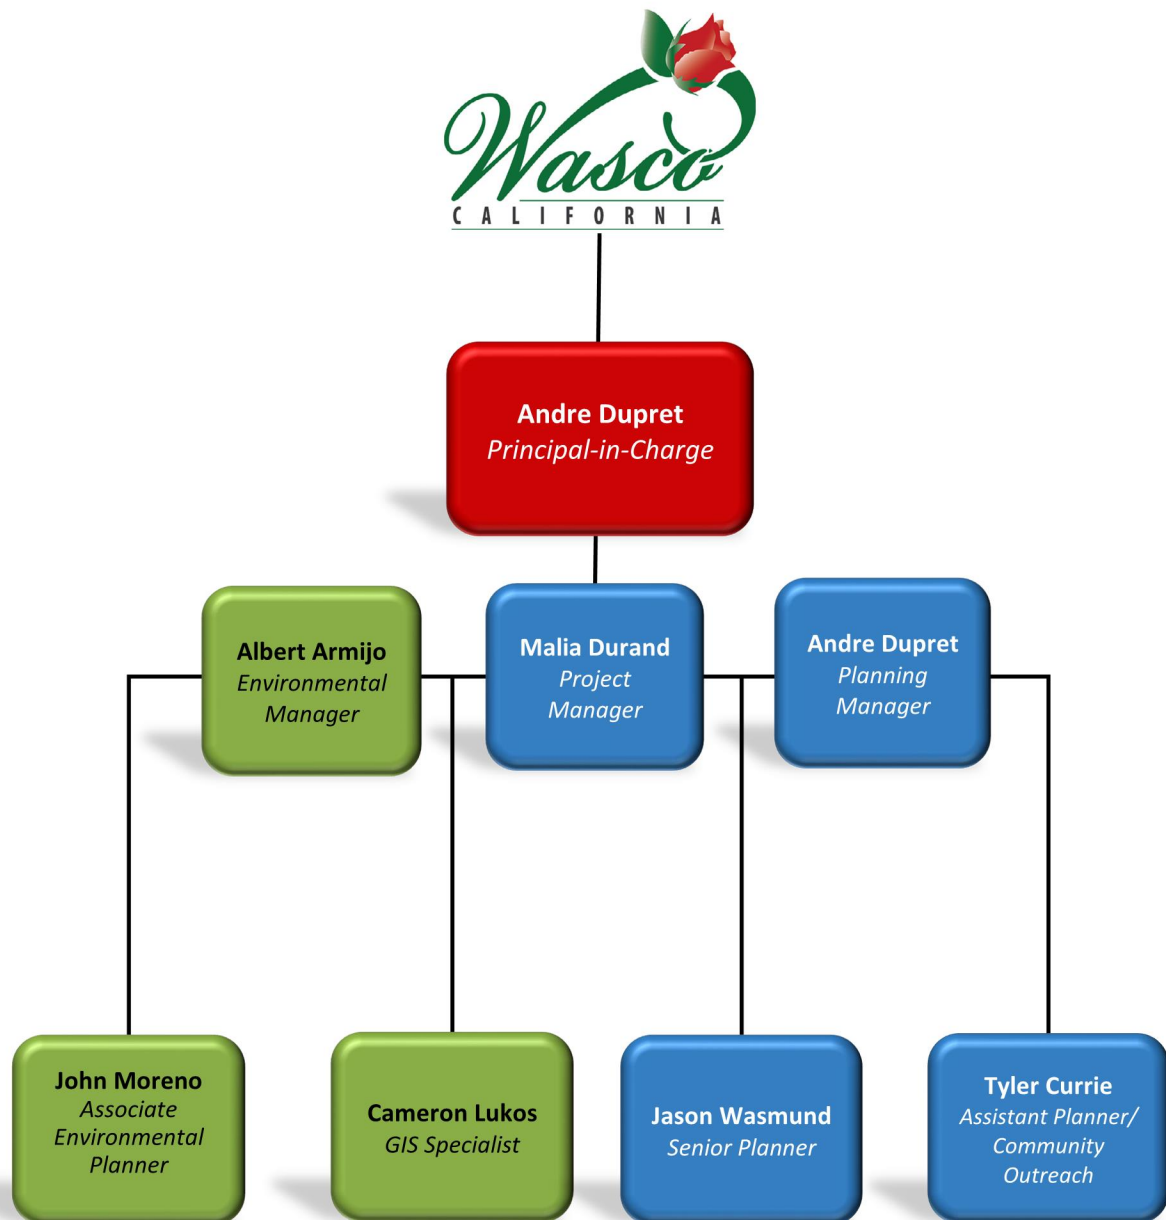 Wasco
CALIFORNIA
Andre Dupret
Principal-in-Charge
Albert Armijo
Environmental
Manager
Malia Durand
Project
Manager
Andre Dupret
Planning
Manager
John Moreno
Associate
Environmental
Planner
Cameron Lukos
GIS Specialist
Jason Wasmund
Senior Planner
Tyler Currie
Assistant Planner/
Community
Outreach